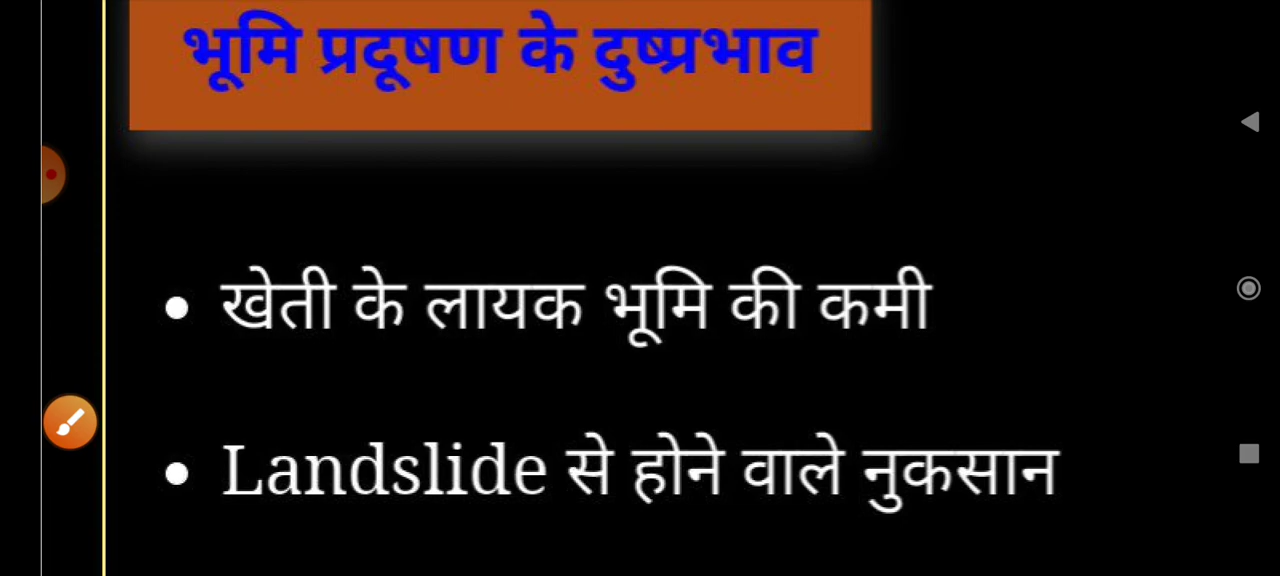 भूमि प्रदूषण के दुष्प्रभाव
• खेती के लायक भूमि की कमी
• Landslide से होने वाले नुकसान